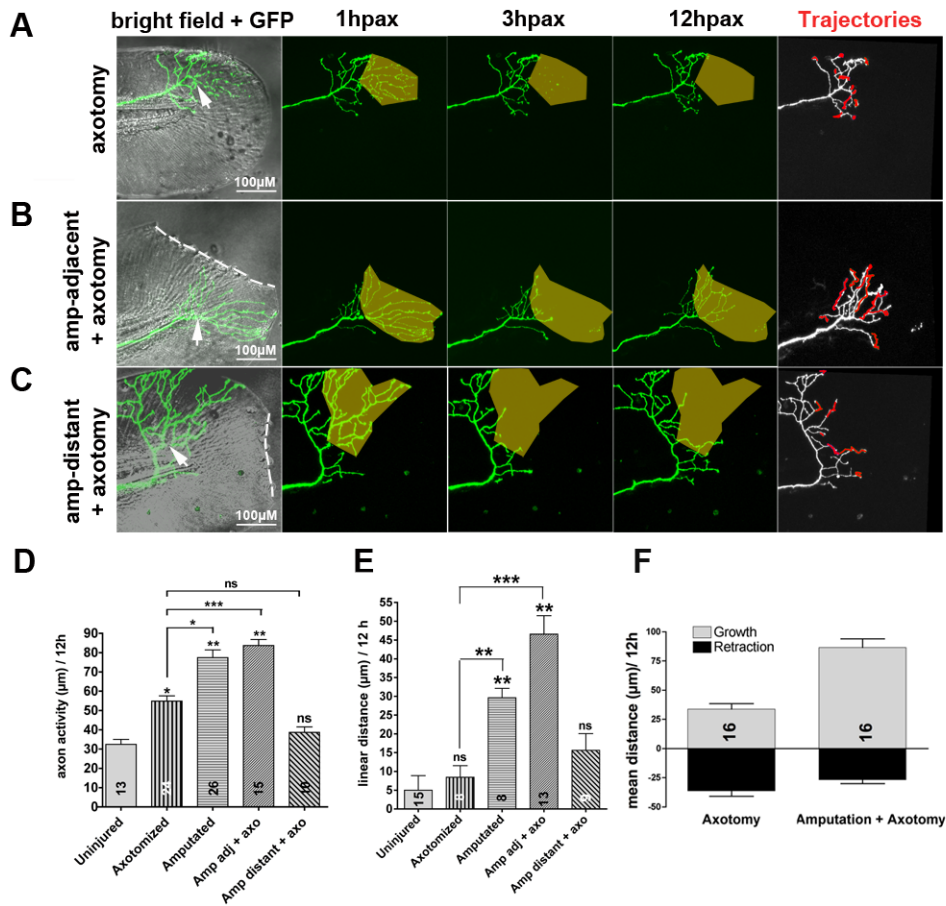 A
bright field + GFP
1hpax
3hpax
12hpax
Trajectories
axotomy
100µM
B
amp-adjacent
+ axotomy
100µM
C
amp-distant
+ axotomy
100µM
D
ns
***
*
**
**
*
ns
axon activity (µm) / 12h
90
80
70
60
50
40
30
20
10
0
13
26
15
18
Uninjured
Axotomized
Amputated
Amp adj + axo
Amp distant + axo
E
***
**
**
**
ns
ns
linear distance (µm) / 12 h
60
55
50
45
40
35
30
25
20
15
10
5
0
15
8
8
13
Uninjured
Axotomized
Amputated
Amp adj + axo
Amp distant + axo
F
Growth
Retraction
mean distance (µm)/ 12h
100
75
50
25
0
-25
-50
16
16
Axotomy
Amputation + Axotomy